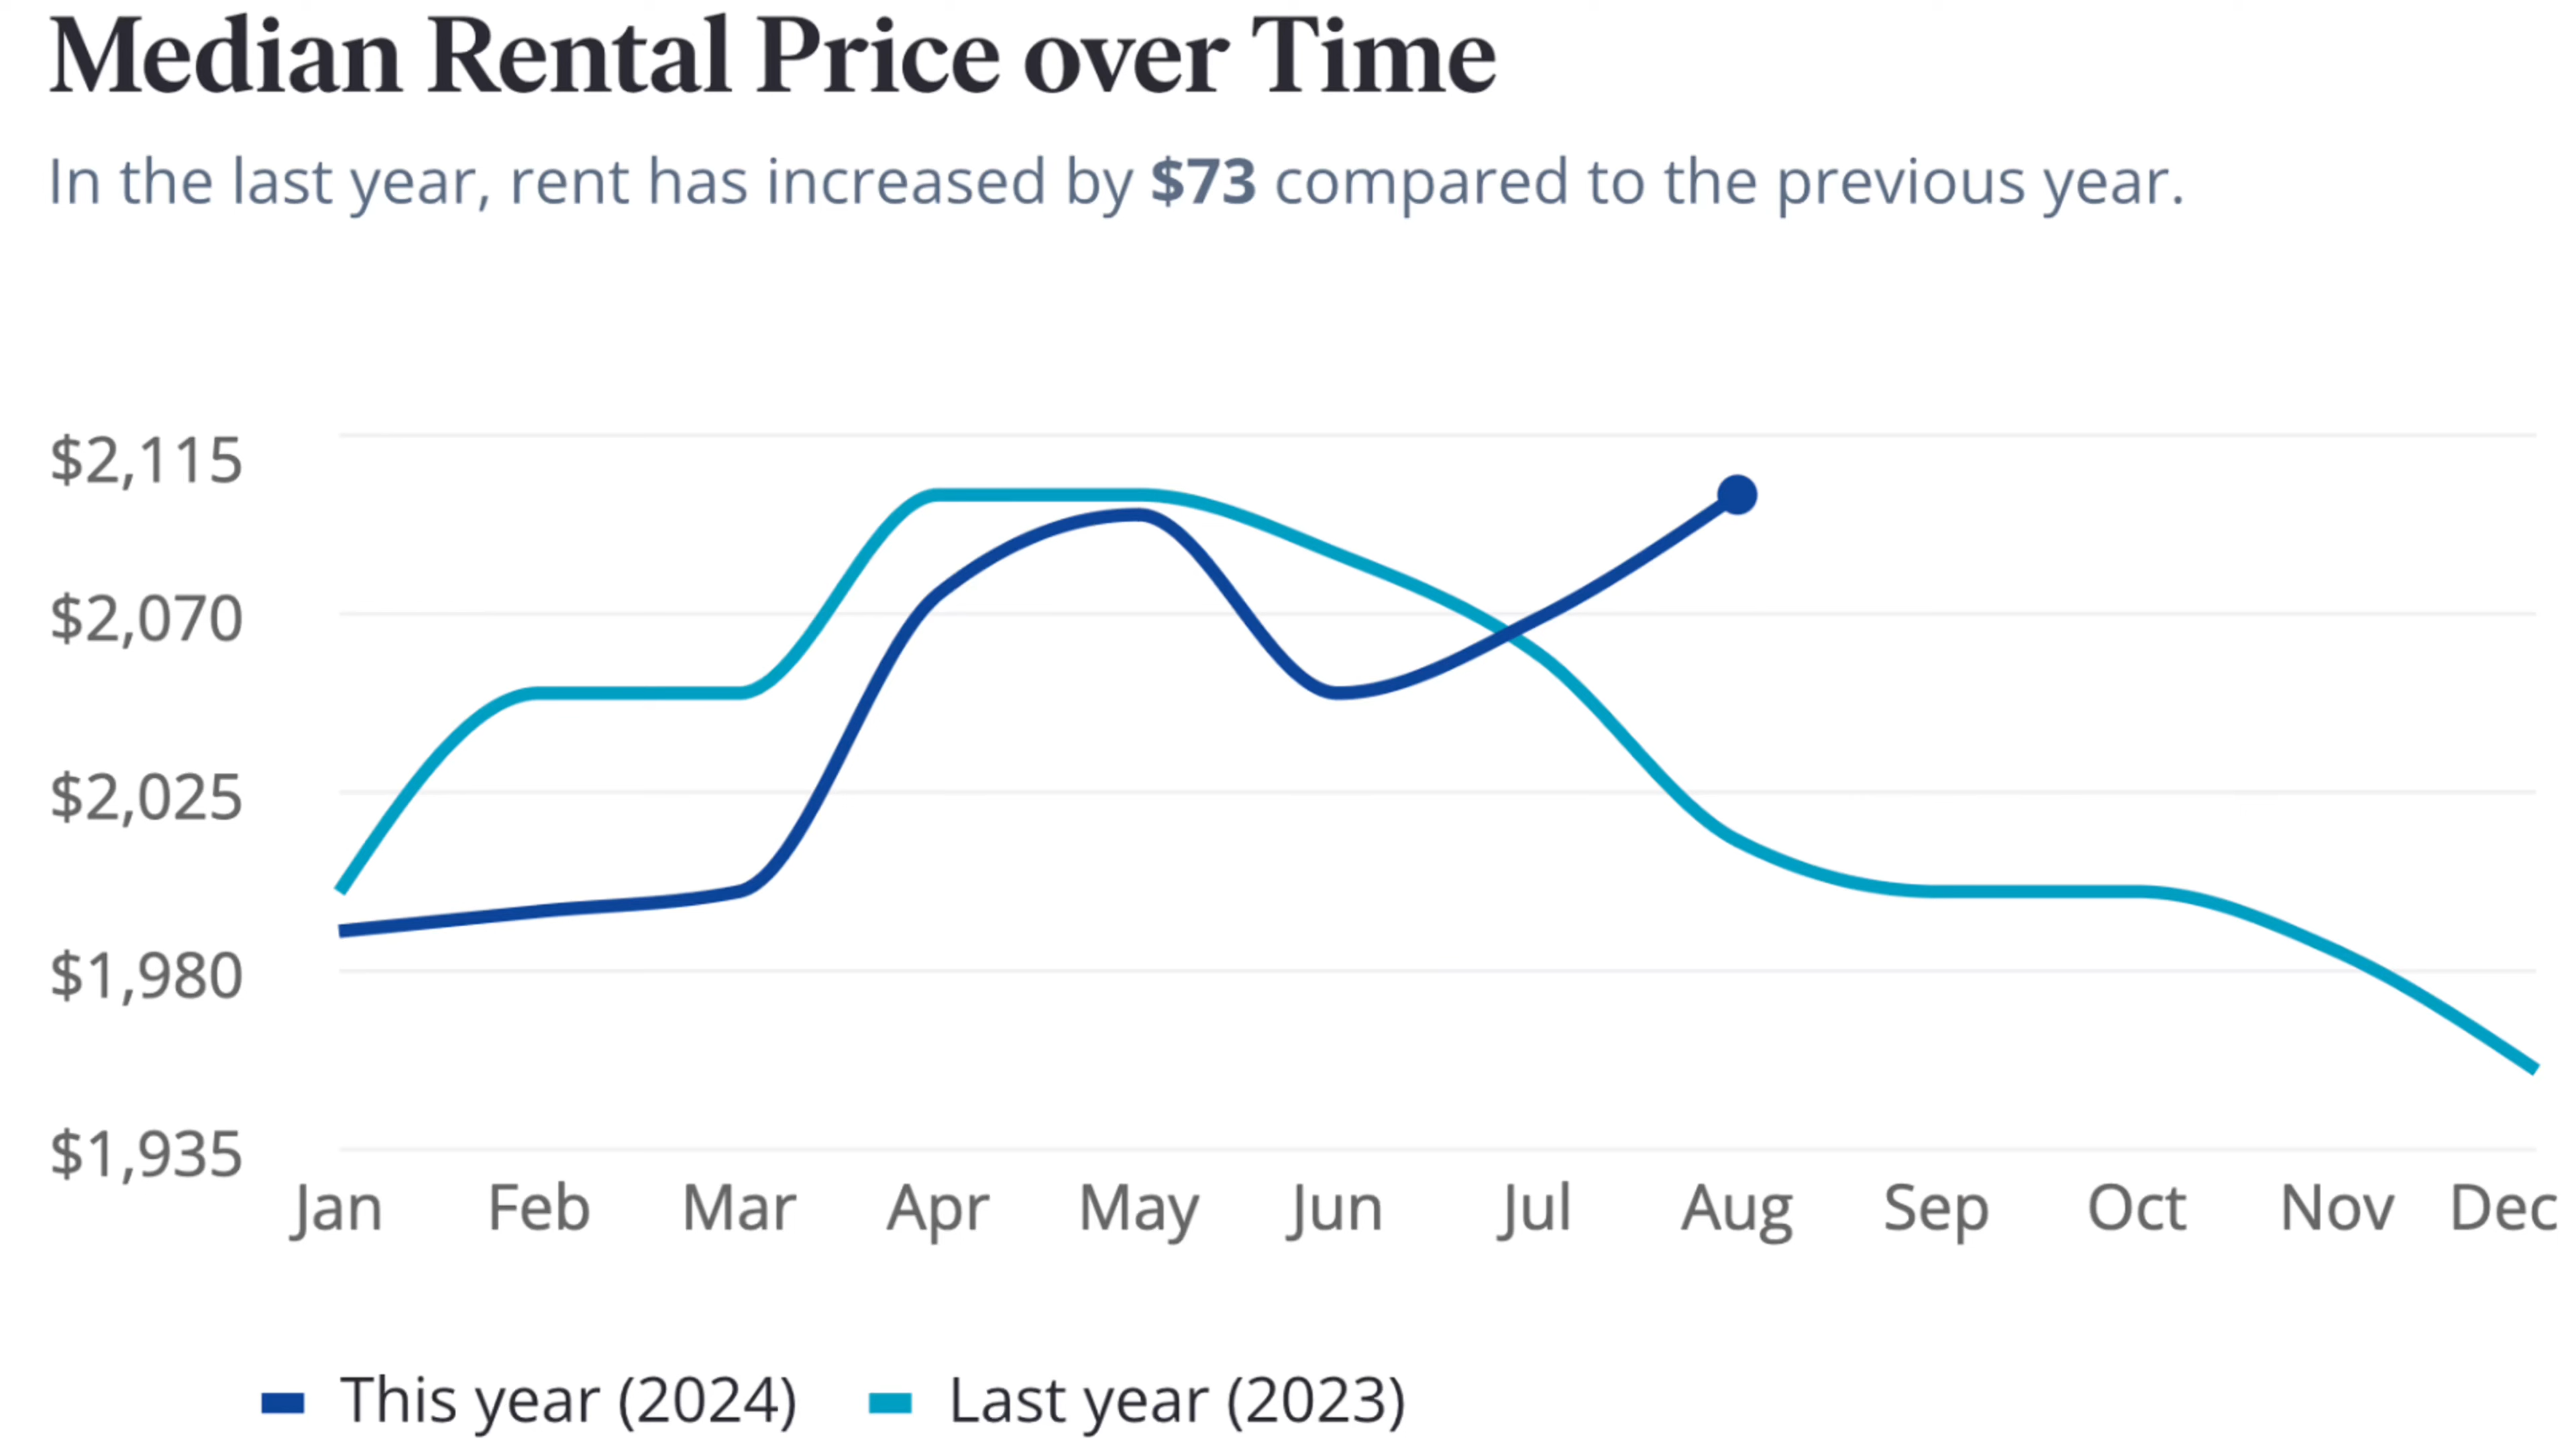 Median Rental Price over Time
In the last year, rent has increased by $73 compared to the previous year.
$2,115
$2,070
$2,025
$1,980
$1,935
Jan Feb Mar Apr May Jun Jul Aug Sep Oct Nov Dec
This year (2024) Last year (2023)